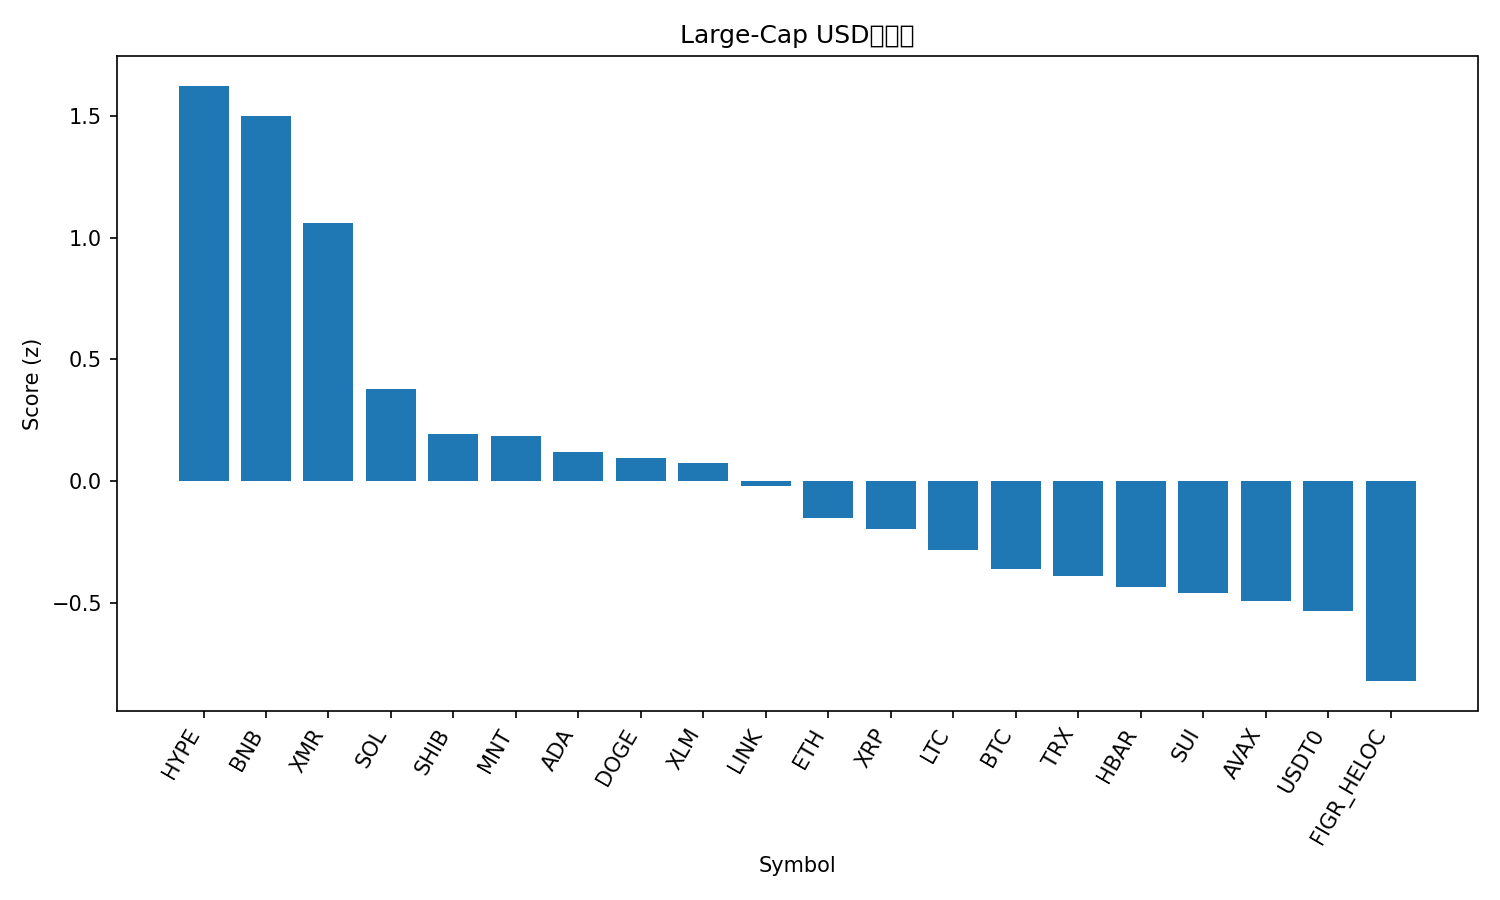 Large-Cap USD
Score (z)
1.5
1.0
0.5
0.0
−0.5
HYPE
BNB
XMR
SOL
SHIB
MNT
ADA
DOGE
XLM
LINK
ETH
XRP
LTC
BTC
TRX
HBAR
SUI
AVAX
USDT0
FIGR_HELOC
Symbol